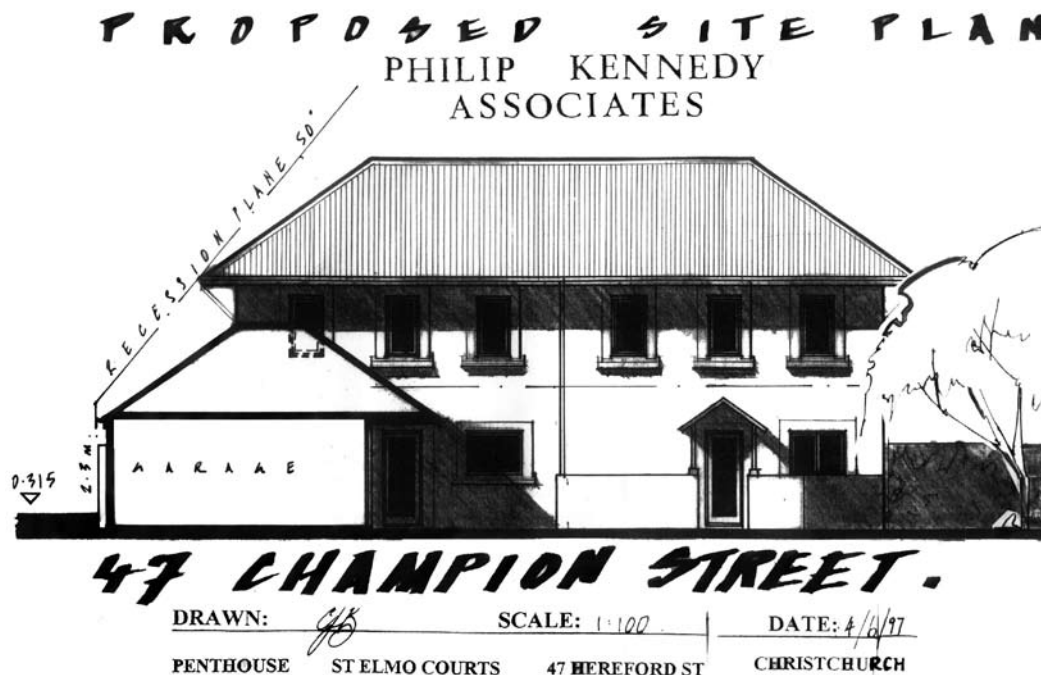 PROPOSED SITE PLAN
PHILIP KENNEDY
ASSOCIATES
RECESSION PLANE 50°
0·315
2·3m
GARAGE
47 CHAMPION STREET.
DRAWN: SCALE: 1:100 DATE: 4/6/97
PENTHOUSE ST ELMO COURTS 47 HEREFORD ST CHRISTCHURCH